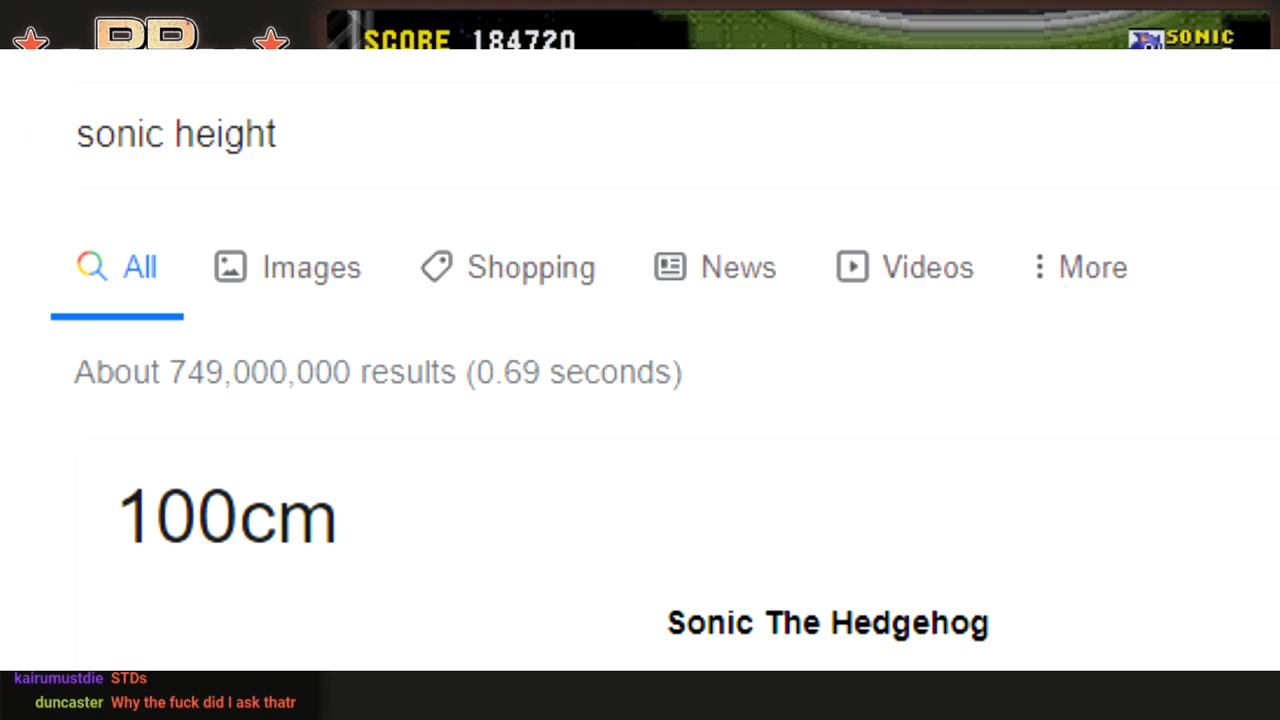 PP
SCORE 184720
SONIC
sonic height
All Images Shopping News Videos More
About 749,000,000 results (0.69 seconds)
100cm
Sonic The Hedgehog
kairumustdie STDs
duncaster Why the fuck did I ask thatr